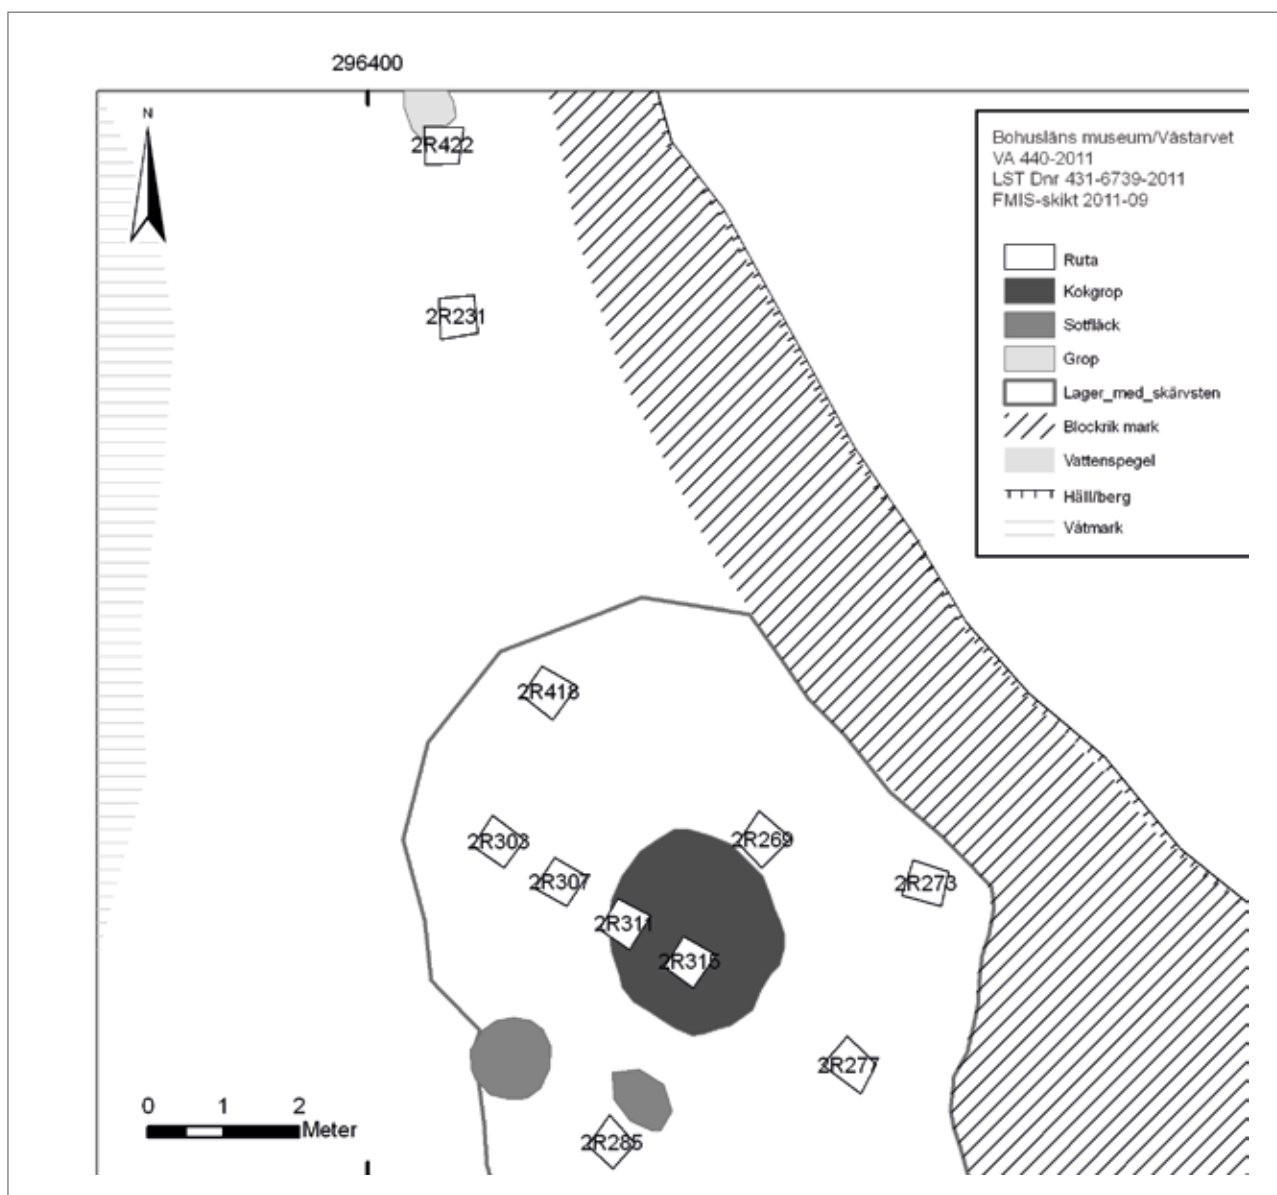 296400
N
2R422
Bohusläns museum/Västarvet
VA 440-2011
LST Dnr 431-6739-2011
FMIS-skikt 2011-09
Ruta
Kokgrop
Sotfläck
Grop
Lager_med_skärvsten
Blockrik mark
Vattenspegel
Häll/berg
Våtmark
2R231
2R418
2R303
2R307
2R269
2R273
2R311
2R315
2R277
2R285
0 1 2
Meter